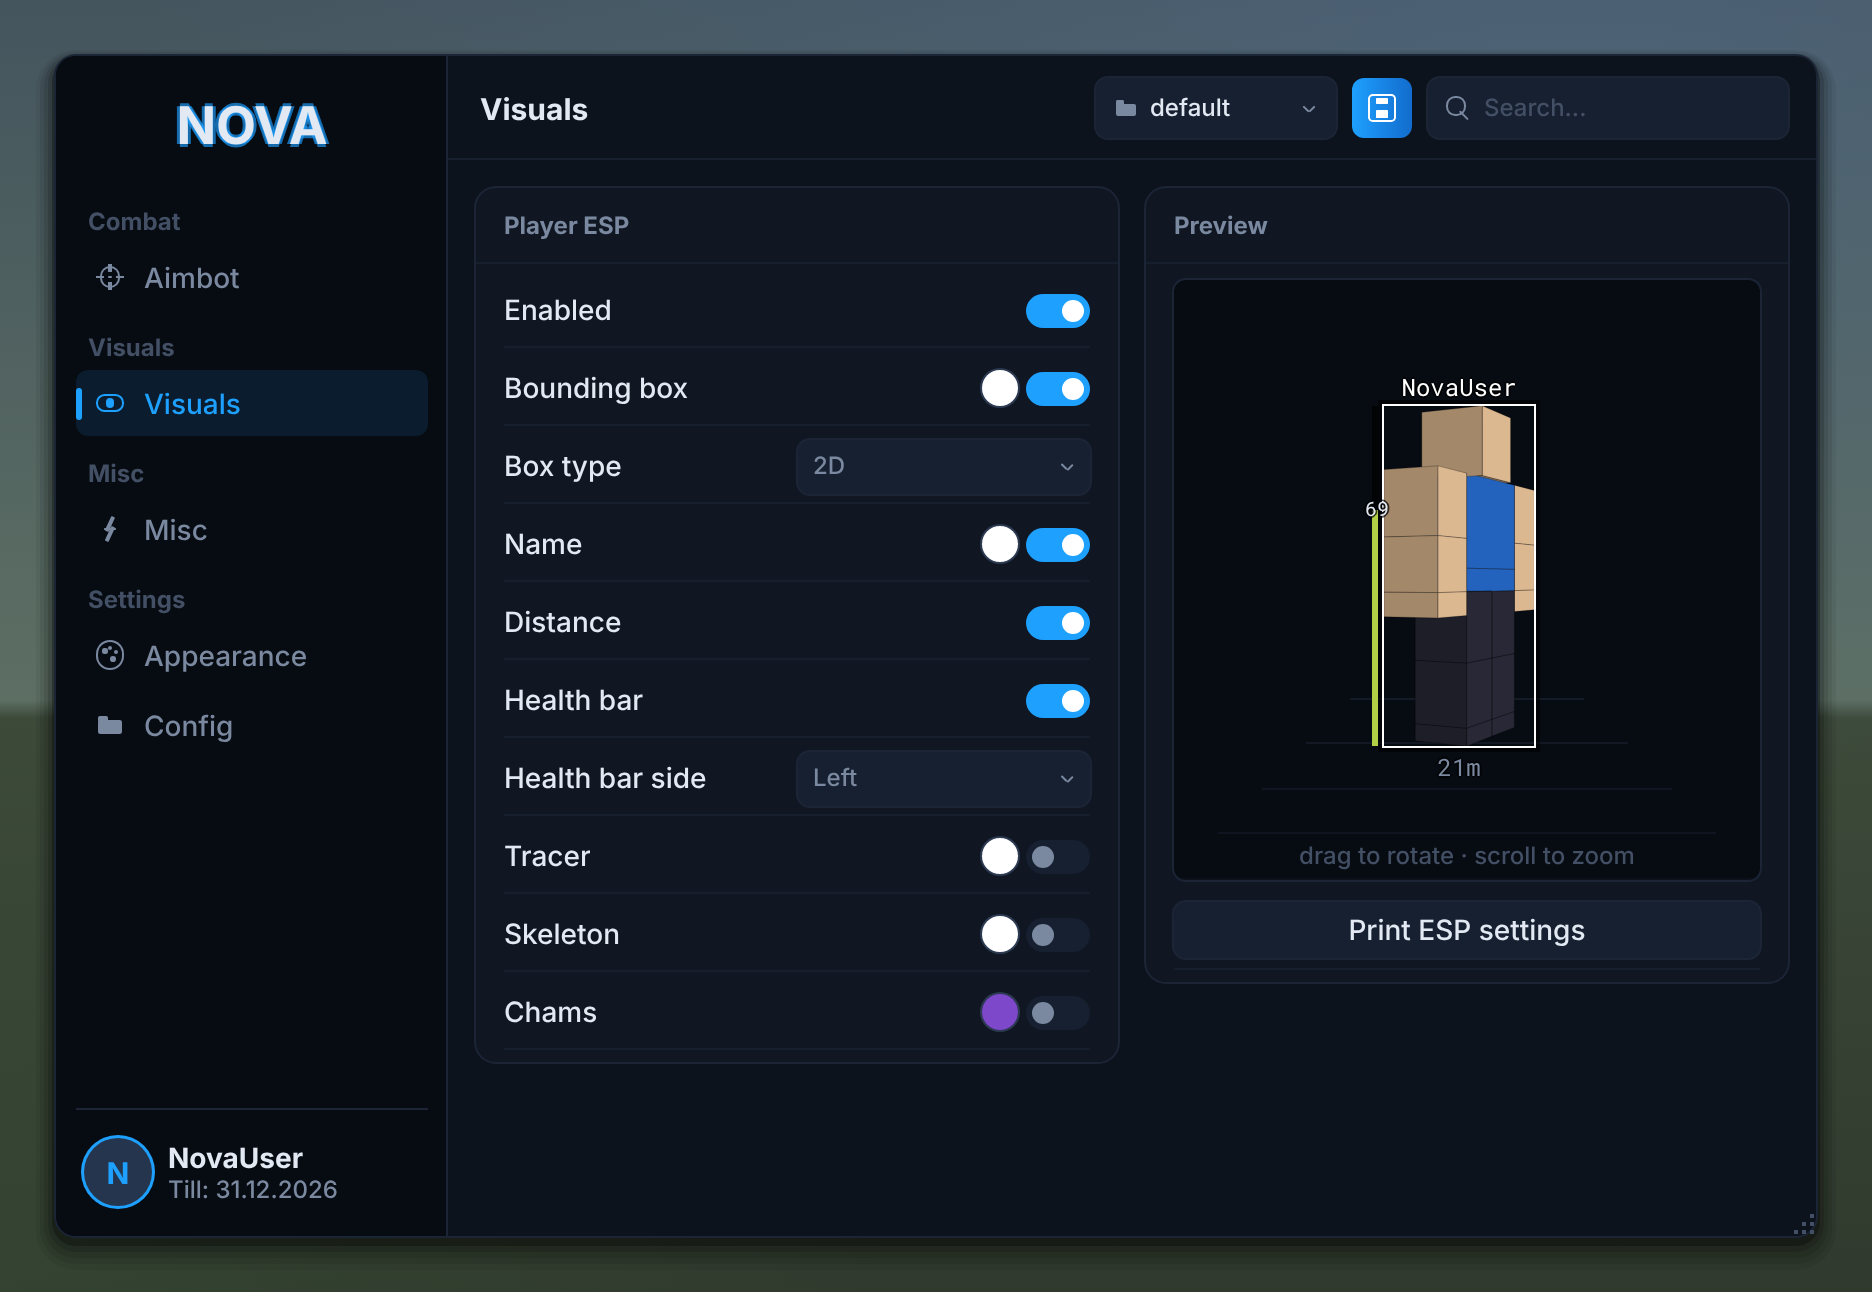 NOVA
Combat
Aimbot
Visuals
Visuals
Misc
Misc
Settings
Appearance
Config
N
NovaUser
Till: 31.12.2026
Visuals
default
Search...
Player ESP
Enabled
Bounding box
Box type
2D
Name
Distance
Health bar
Health bar side
Left
Tracer
Skeleton
Chams
Preview
NovaUser
69
21m
drag to rotate · scroll to zoom
Print ESP settings